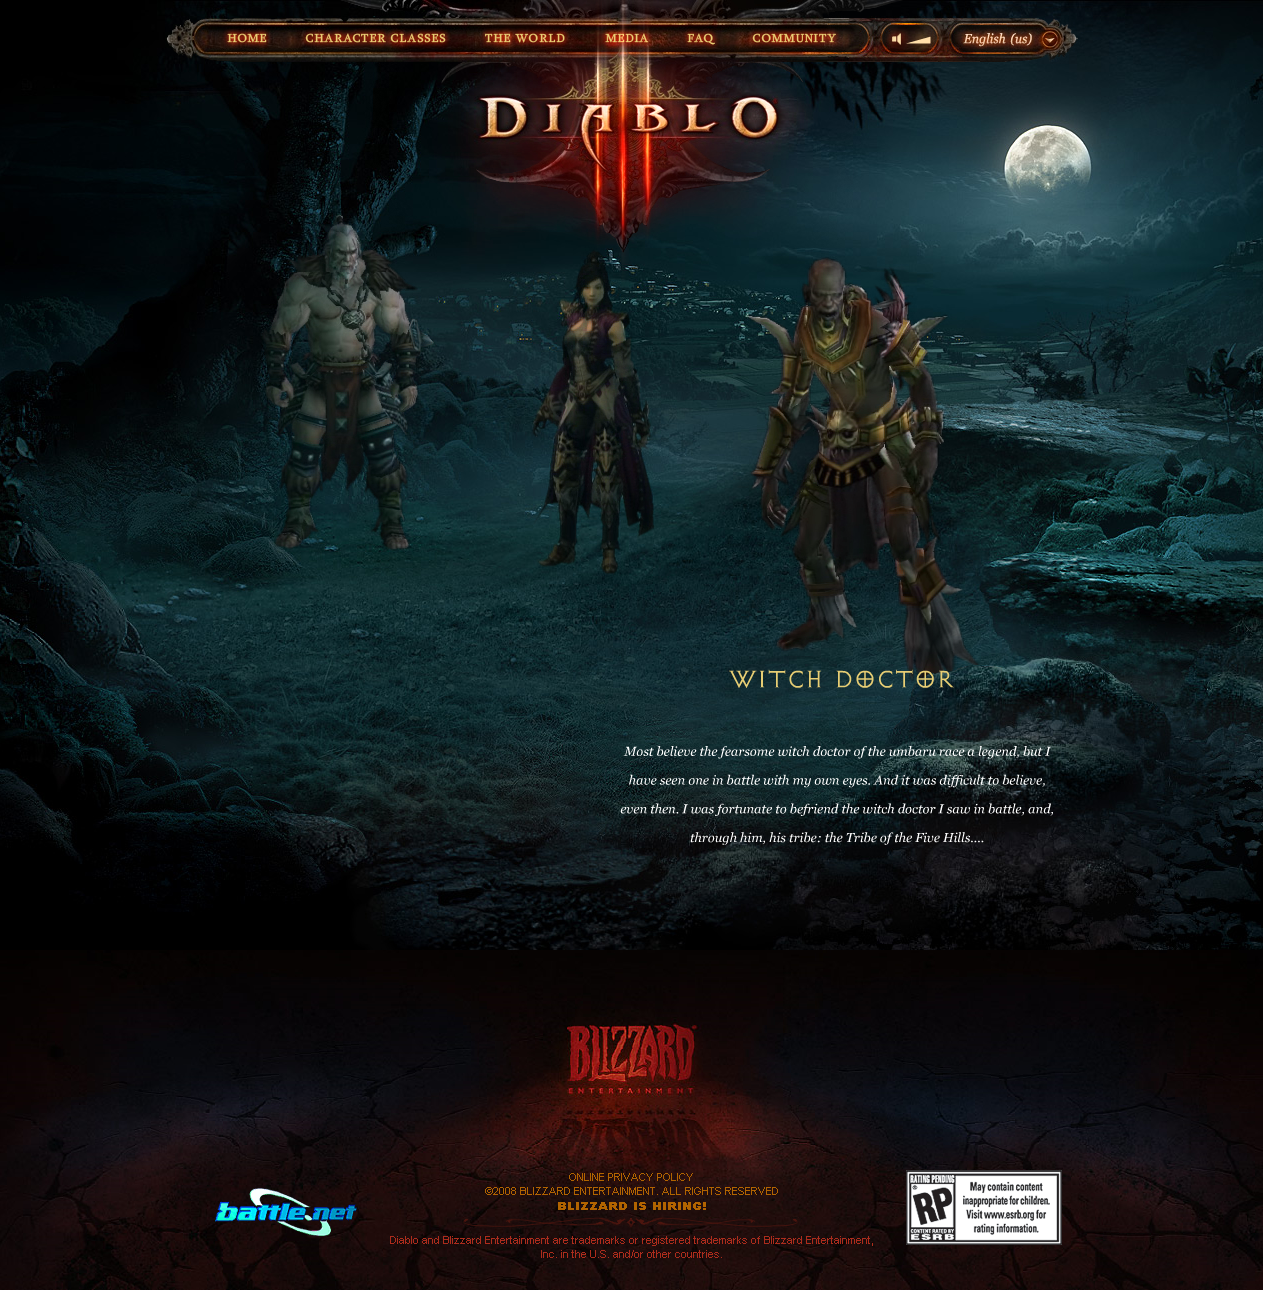 HOME CHARACTER CLASSES THE WORLD MEDIA FAQ COMMUNITY English (us)
DIABLO
WITCH DOCTOR
Most believe the fearsome witch doctor of the umbaru race a legend, but I
have seen one in battle with my own eyes. And it was difficult to believe,
even then. I was fortunate to befriend the witch doctor I saw in battle, and,
through him, his tribe: the Tribe of the Five Hills....
BLIZZARD
ENTERTAINMENT
ONLINE PRIVACY POLICY
©2008 BLIZZARD ENTERTAINMENT. ALL RIGHTS RESERVED
BLIZZARD IS HIRING!
battle.net
Diablo and Blizzard Entertainment are trademarks or registered trademarks of Blizzard Entertainment,
Inc. in the U.S. and/or other countries.
RATING PENDING
RP
CONTENT RATED BY
ESRB
May contain content
inappropriate for children.
Visit www.esrb.org for
rating information.